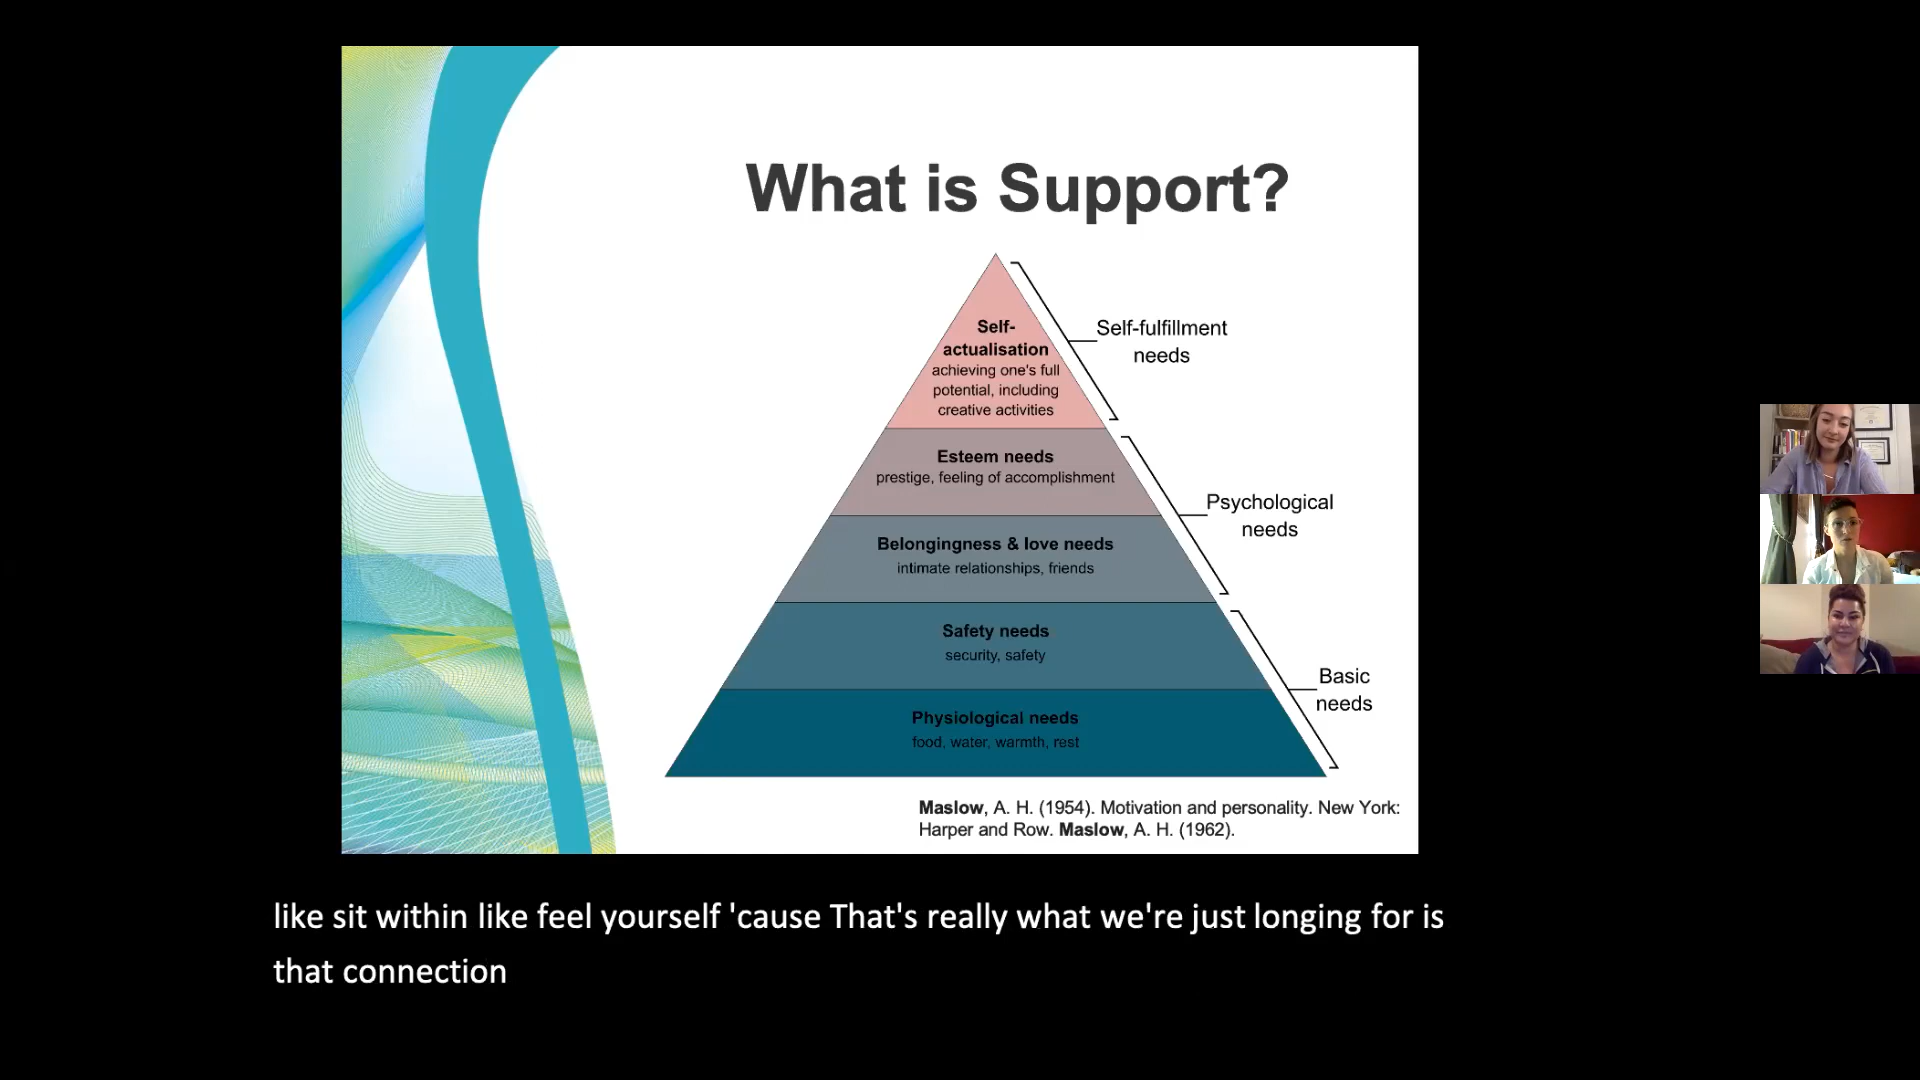 What is Support?
Self-
actualisation
achieving one's full
potential, including
creative activities
Self-fulfillment
needs
Esteem needs
prestige, feeling of accomplishment
Psychological
needs
Belongingness & love needs
intimate relationships, friends
Safety needs
security, safety
Basic
needs
Physiological needs
food, water, warmth, rest
Maslow, A. H. (1954). Motivation and personality. New York:
Harper and Row. Maslow, A. H. (1962).
like sit within like feel yourself 'cause That's really what we're just longing for is
that connection